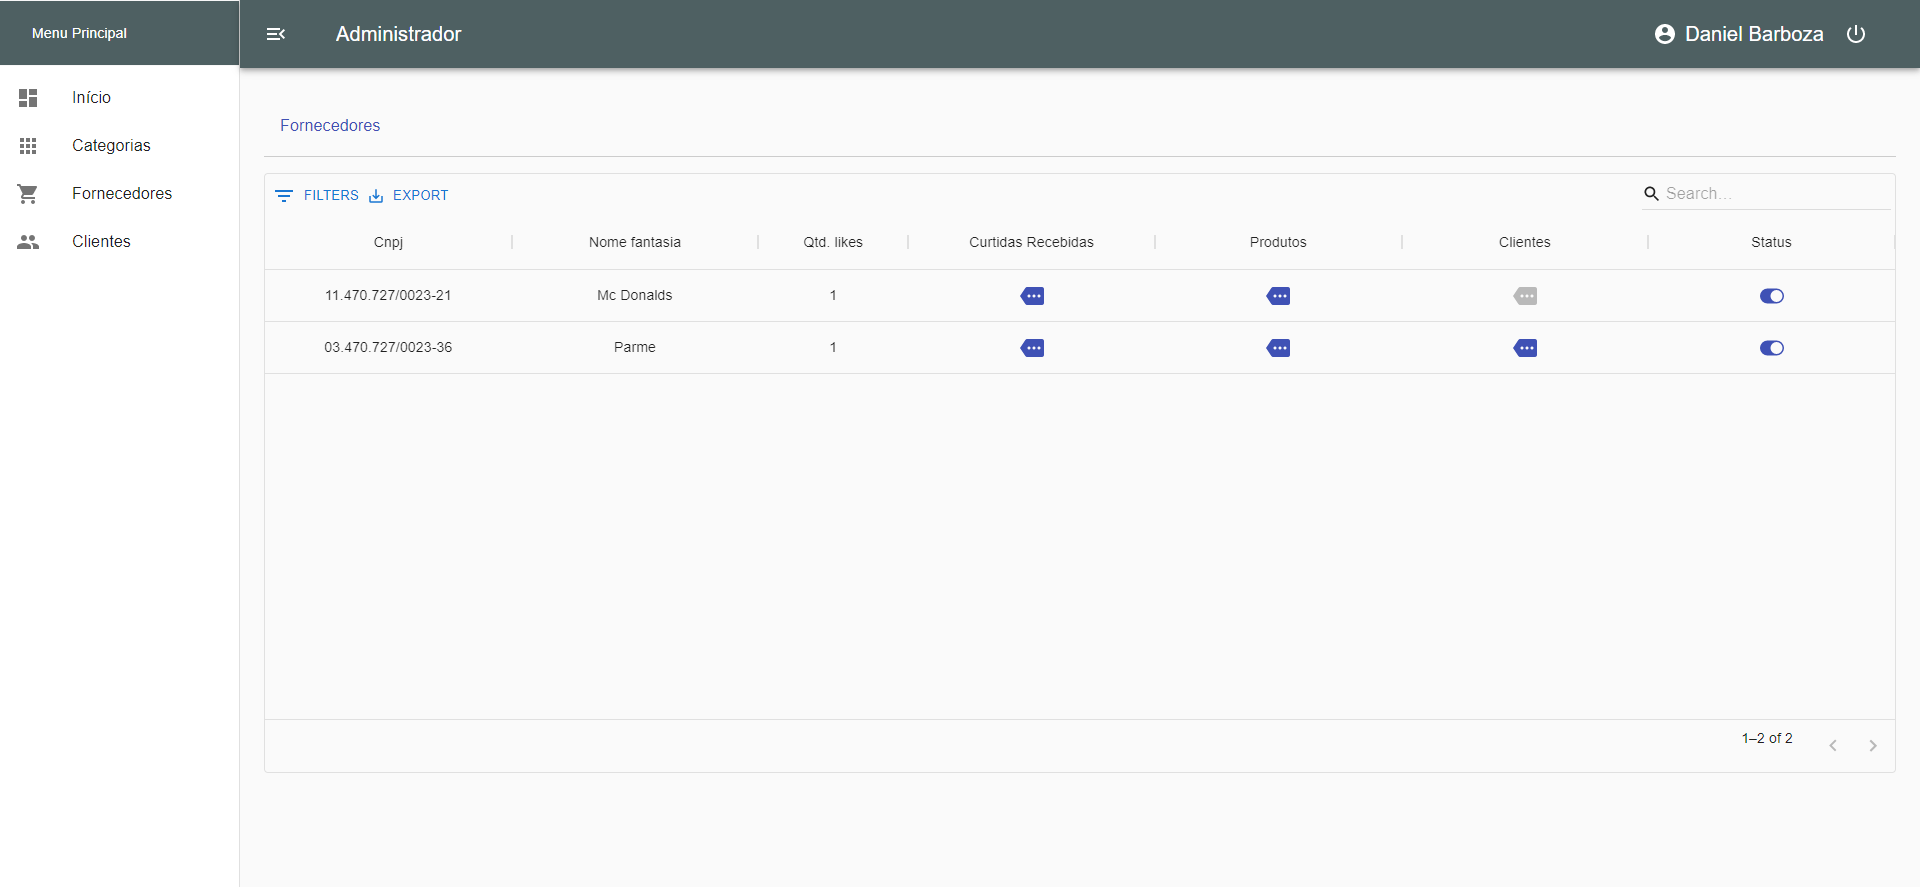 Menu Principal
Administrador
Daniel Barboza
Início
Categorias
Fornecedores
Clientes
Fornecedores
FILTERS EXPORT
Search…
Cnpj Nome fantasia Qtd. likes Curtidas Recebidas Produtos Clientes Status
11.470.727/0023-21 Mc Donalds 1
03.470.727/0023-36 Parme 1
1–2 of 2